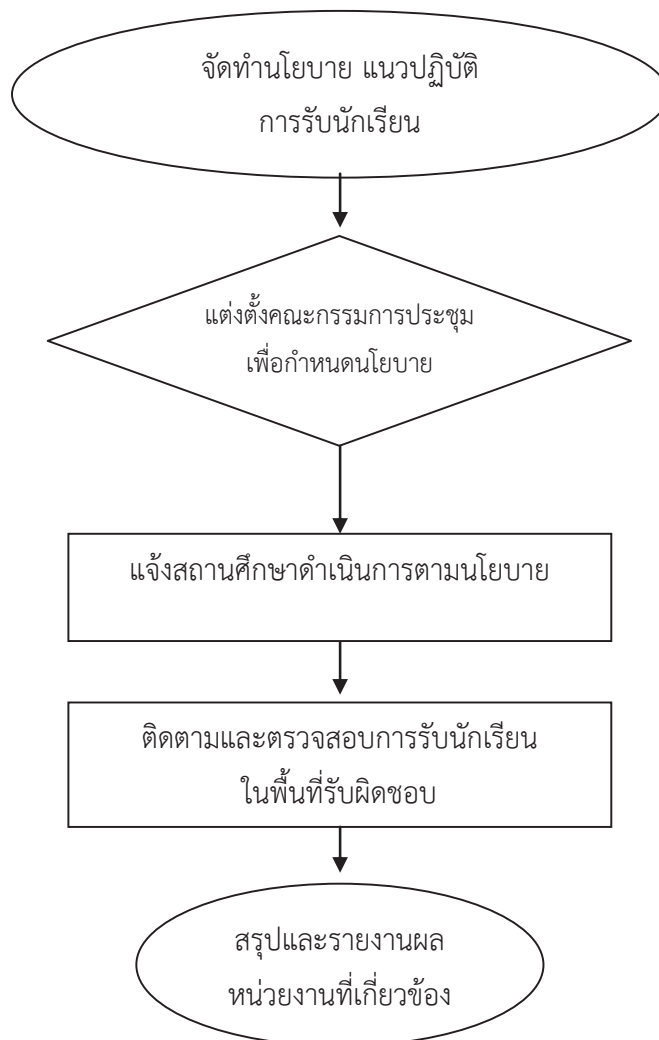 จัดทำนโยบาย แนวปฏิบัติ
การรับนักเรียน
แต่งตั้งคณะกรรมการประชุม
เพื่อกำหนดนโยบาย
แจ้งสถานศึกษาดำเนินการตามนโยบาย
ติดตามและตรวจสอบการรับนักเรียน
ในพื้นที่รับผิดชอบ
สรุปและรายงานผล
หน่วยงานที่เกี่ยวข้อง